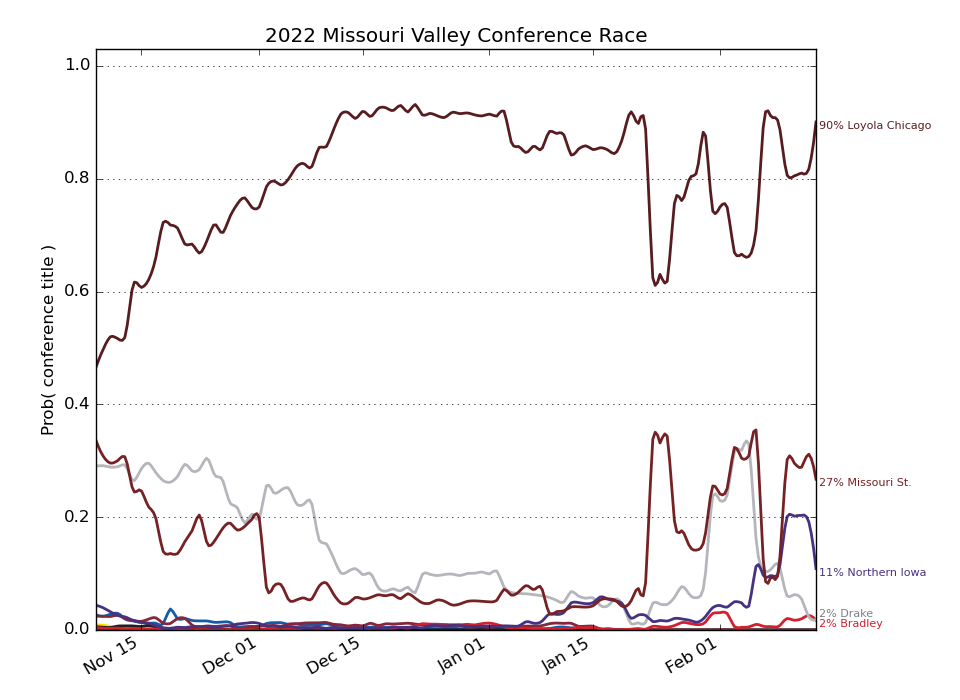 2022 Missouri Valley Conference Race
Prob( conference title )
1.0
0.8
0.6
0.4
0.2
0.0
Nov 15
Dec 01
Dec 15
Jan 01
Jan 15
Feb 01
90% Loyola Chicago
27% Missouri St.
11% Northern Iowa
2% Drake
2% Bradley